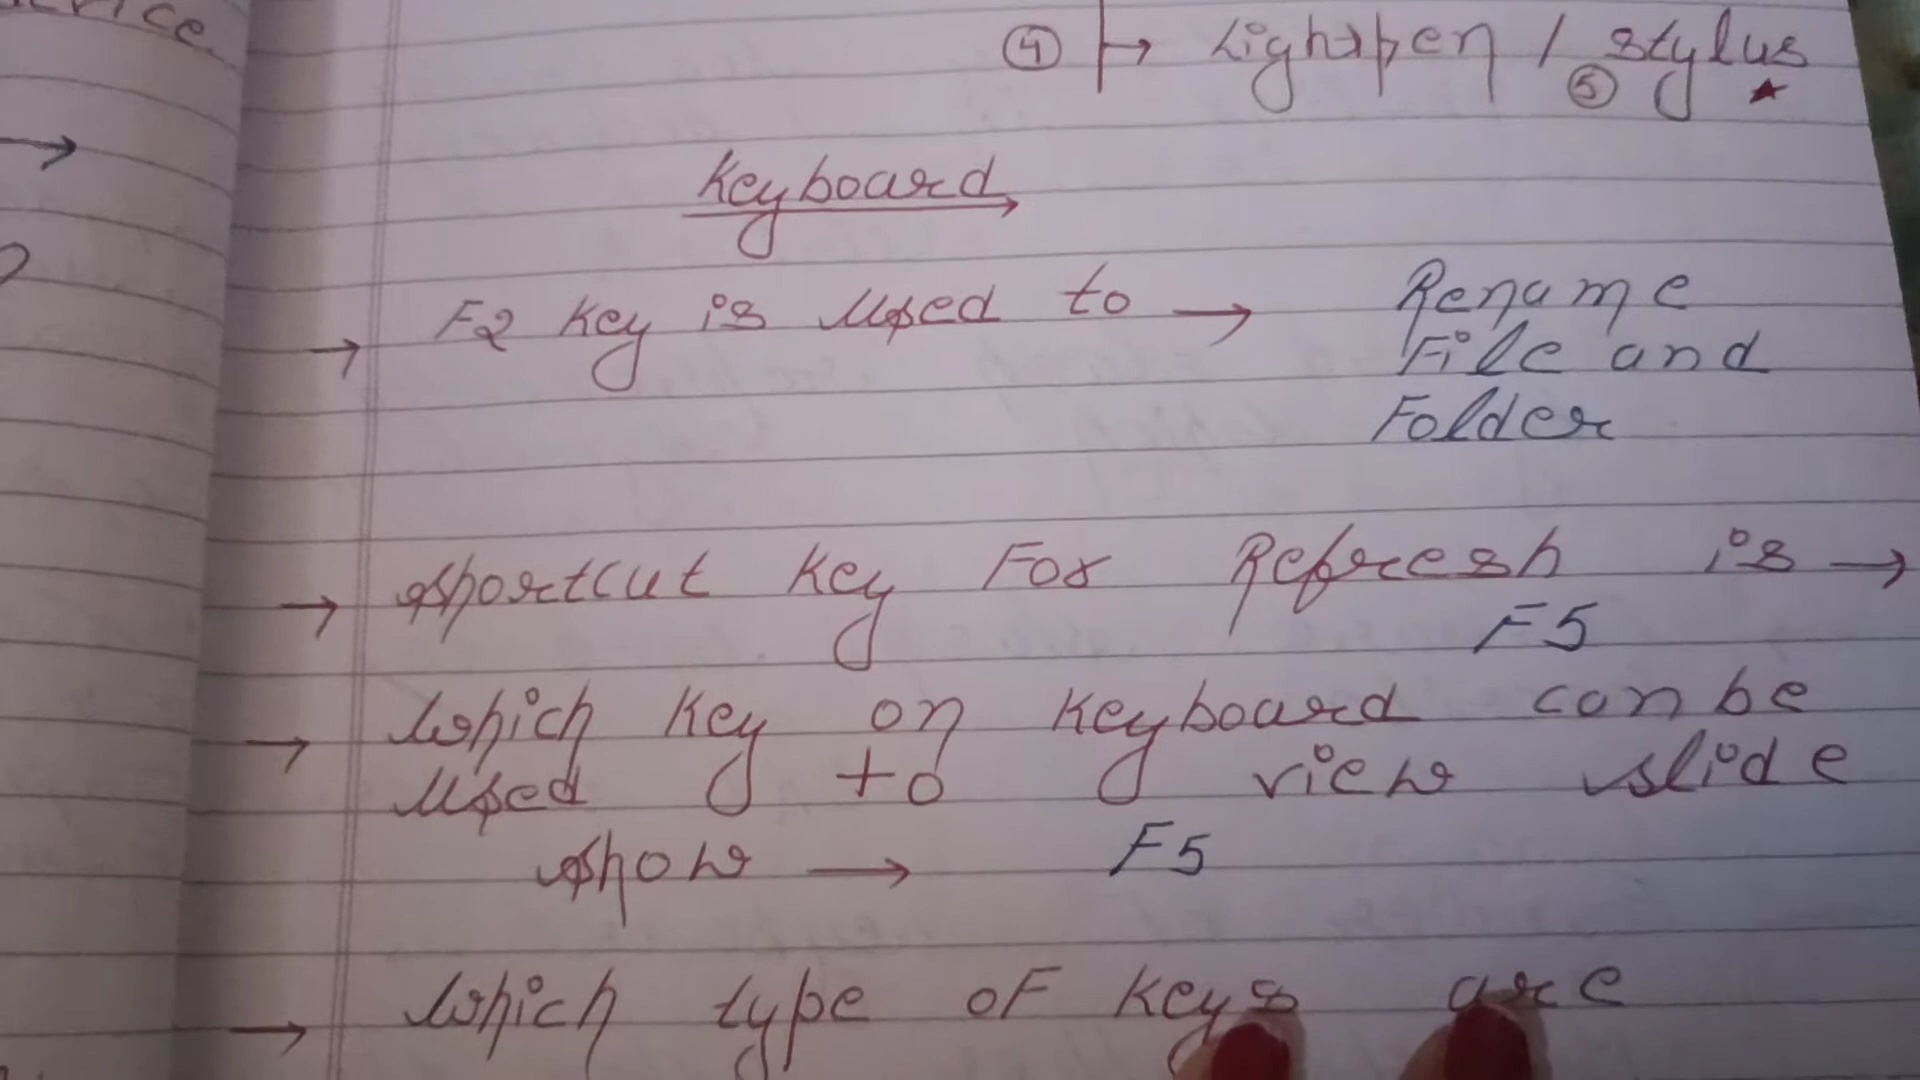 ④ → Lightpen / stylus
⑤ ★
Keyboard
→ F2 Key is used to → Rename
File and
Folder
→ shortcut key For Refresh is →
F5
→ which key on keyboard can be
used to view slide
show → F5
→ which type of keys are